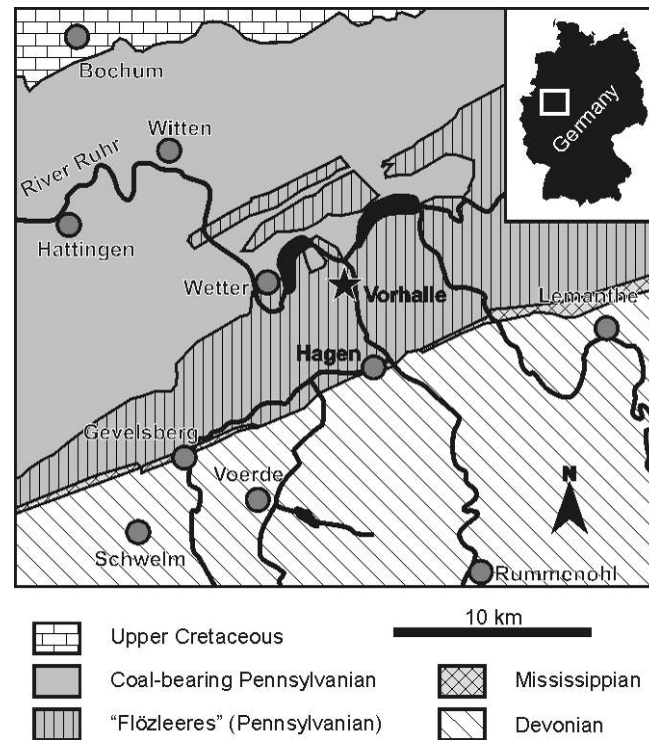 Bochum
Germany
Witten
River Ruhr
Hattingen
Wetter
Vorhalle
Lemanthe
Hagen
Gevelsberg
Voerde
N
Schwelm
Rummenohl
10 km
Upper Cretaceous
Coal-bearing Pennsylvanian
Mississippian
"Flözleeres" (Pennsylvanian)
Devonian